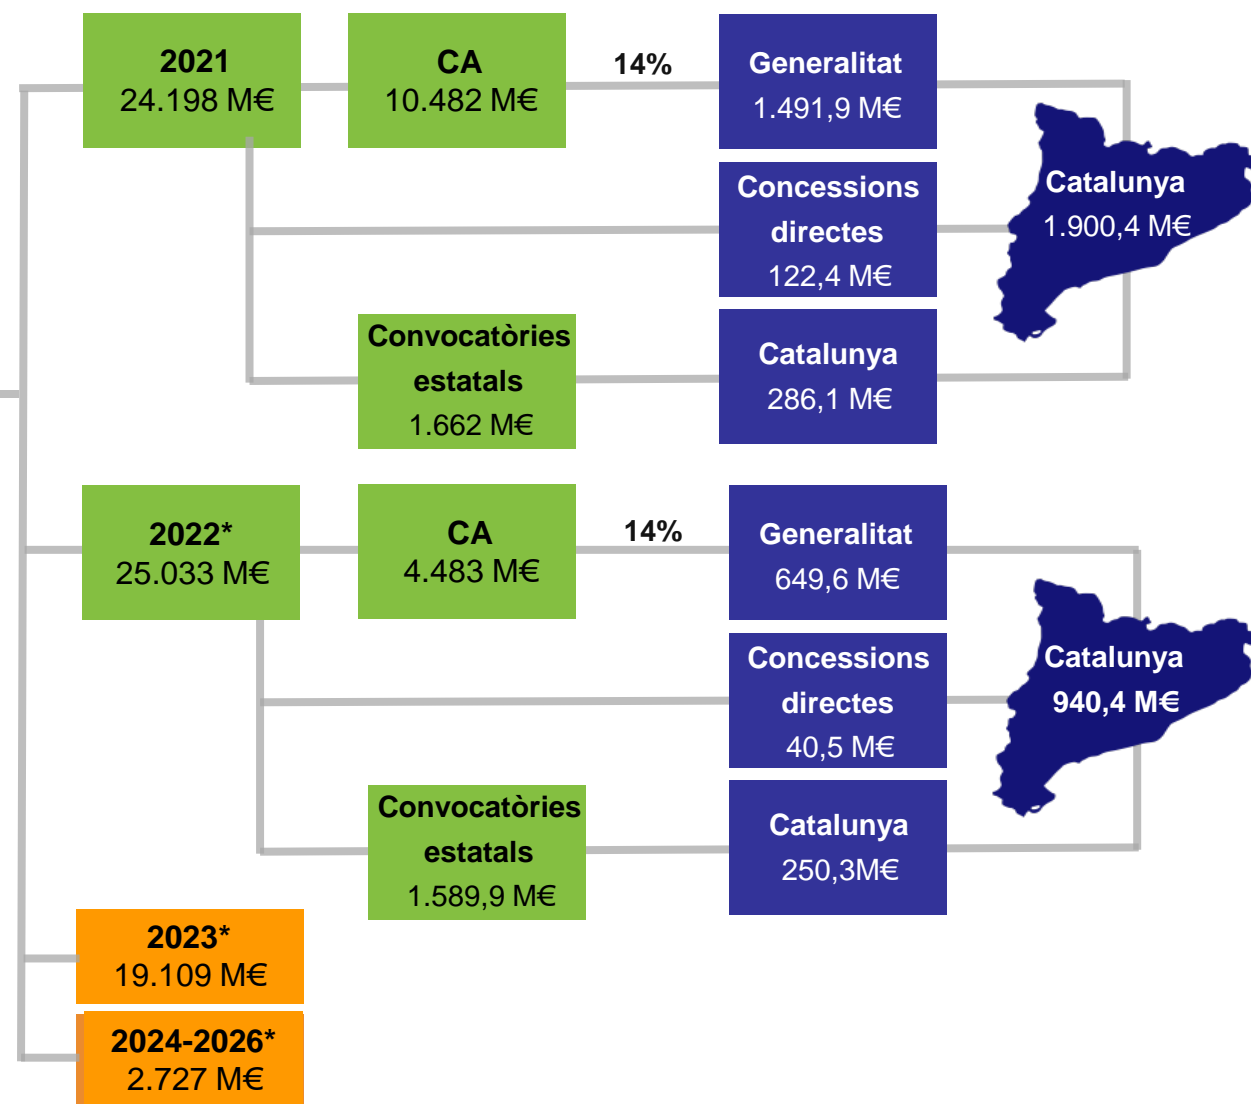 2021
24.198 M€
CA
10.482 M€
14%
Generalitat
1.491,9 M€
Concessions
directes
122,4 M€
Convocatòries
estatals
1.662 M€
Catalunya
286,1 M€
Catalunya
1.900,4 M€
2022*
25.033 M€
CA
4.483 M€
14%
Generalitat
649,6 M€
Concessions
directes
40,5 M€
Convocatòries
estatals
1.589,9 M€
Catalunya
250,3M€
Catalunya
940,4 M€
2023*
19.109 M€
2024-2026*
2.727 M€